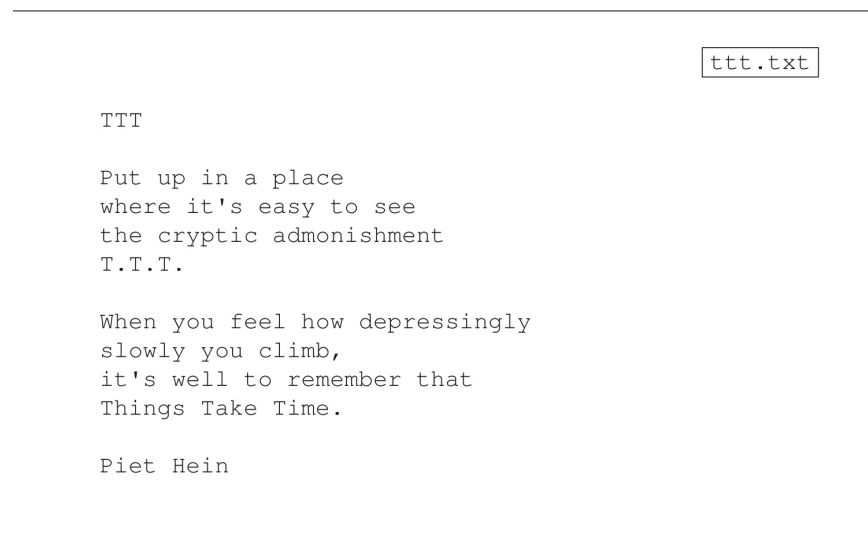 ttt.txt
TTT
Put up in a place
where it's easy to see
the cryptic admonishment
T.T.T.
When you feel how depressingly
slowly you climb,
it's well to remember that
Things Take Time.
Piet Hein